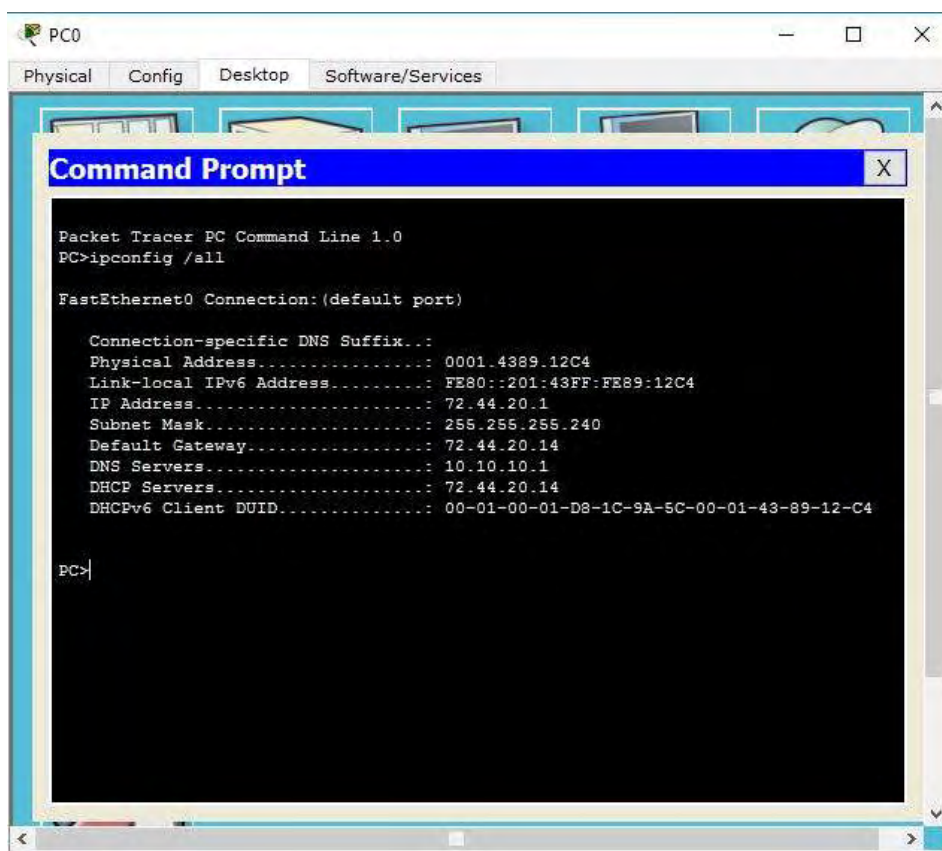 PC0
Physical Config Desktop Software/Services
Command Prompt X
Packet Tracer PC Command Line 1.0
PC>ipconfig /all
FastEthernet0 Connection:(default port)
Connection-specific DNS Suffix..:
Physical Address................: 0001.4389.12C4
Link-local IPv6 Address.........: FE80::201:43FF:FE89:12C4
IP Address......................: 72.44.20.1
Subnet Mask.....................: 255.255.255.240
Default Gateway.................: 72.44.20.14
DNS Servers.....................: 10.10.10.1
DHCP Servers....................: 72.44.20.14
DHCPv6 Client DUID..............: 00-01-00-01-D8-1C-9A-5C-00-01-43-89-12-C4
PC>